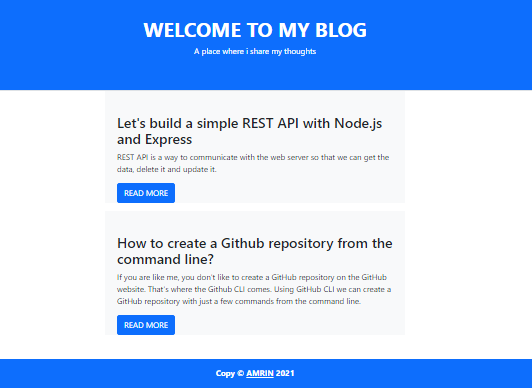 WELCOME TO MY BLOG
A place where i share my thoughts
Let's build a simple REST API with Node.js
and Express
REST API is a way to communicate with the web server so that we can get the
data, delete it and update it.
READ MORE
How to create a Github repository from the
command line?
If you are like me, you don't like to create a GitHub repository on the GitHub
website. That's where the Github CLI comes. Using GitHub CLI we can create a
GitHub repository with just a few commands from the command line.
READ MORE
Copy © AMRIN 2021